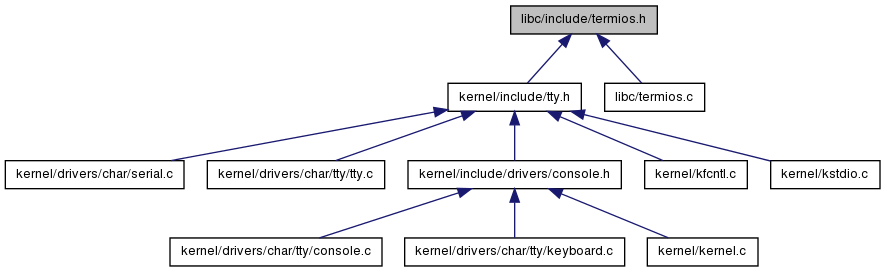 libc/include/termios.h
kernel/include/tty.h
libc/termios.c
kernel/drivers/char/serial.c
kernel/drivers/char/tty/tty.c
kernel/include/drivers/console.h
kernel/kfcntl.c
kernel/kstdio.c
kernel/drivers/char/tty/console.c
kernel/drivers/char/tty/keyboard.c
kernel/kernel.c